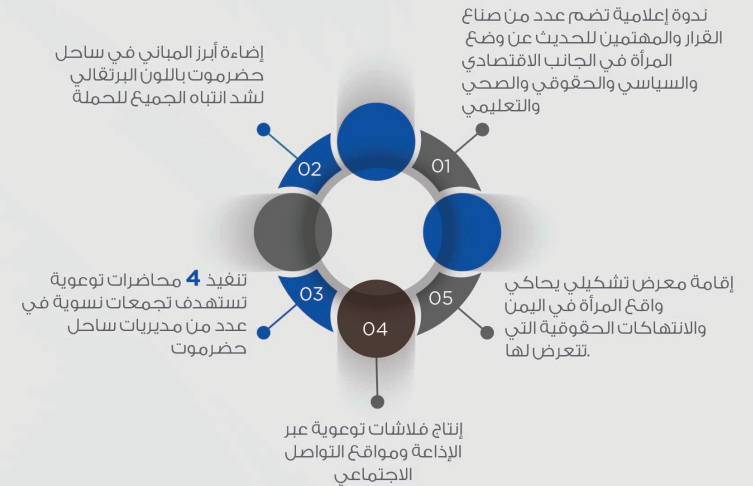 ندوة إعلامية تضم عدد من صناع
القرار والمهتمين للحديث عن وضع
المرأة في الجانب الاقتصادي
والسياسي والحقوقي والصحي
والتعليمي
01
إضاءة أبرز المباني في ساحل
حضرموت باللون البرتقالي
لشد انتباه الجميع للحملة
02
تنفيذ 4 محاضرات توعوية
تستهدف تجمعات نسوية في
عدد من مديريات ساحل
حضرموت
03
04
إنتاج فلاشات توعوية عبر
الإذاعة ومواقع التواصل
الاجتماعي
05
إقامة معرض تشكيلي يحاكي
واقع المرأة في اليمن
والانتهاكات الحقوقية التي
.تتعرض لها